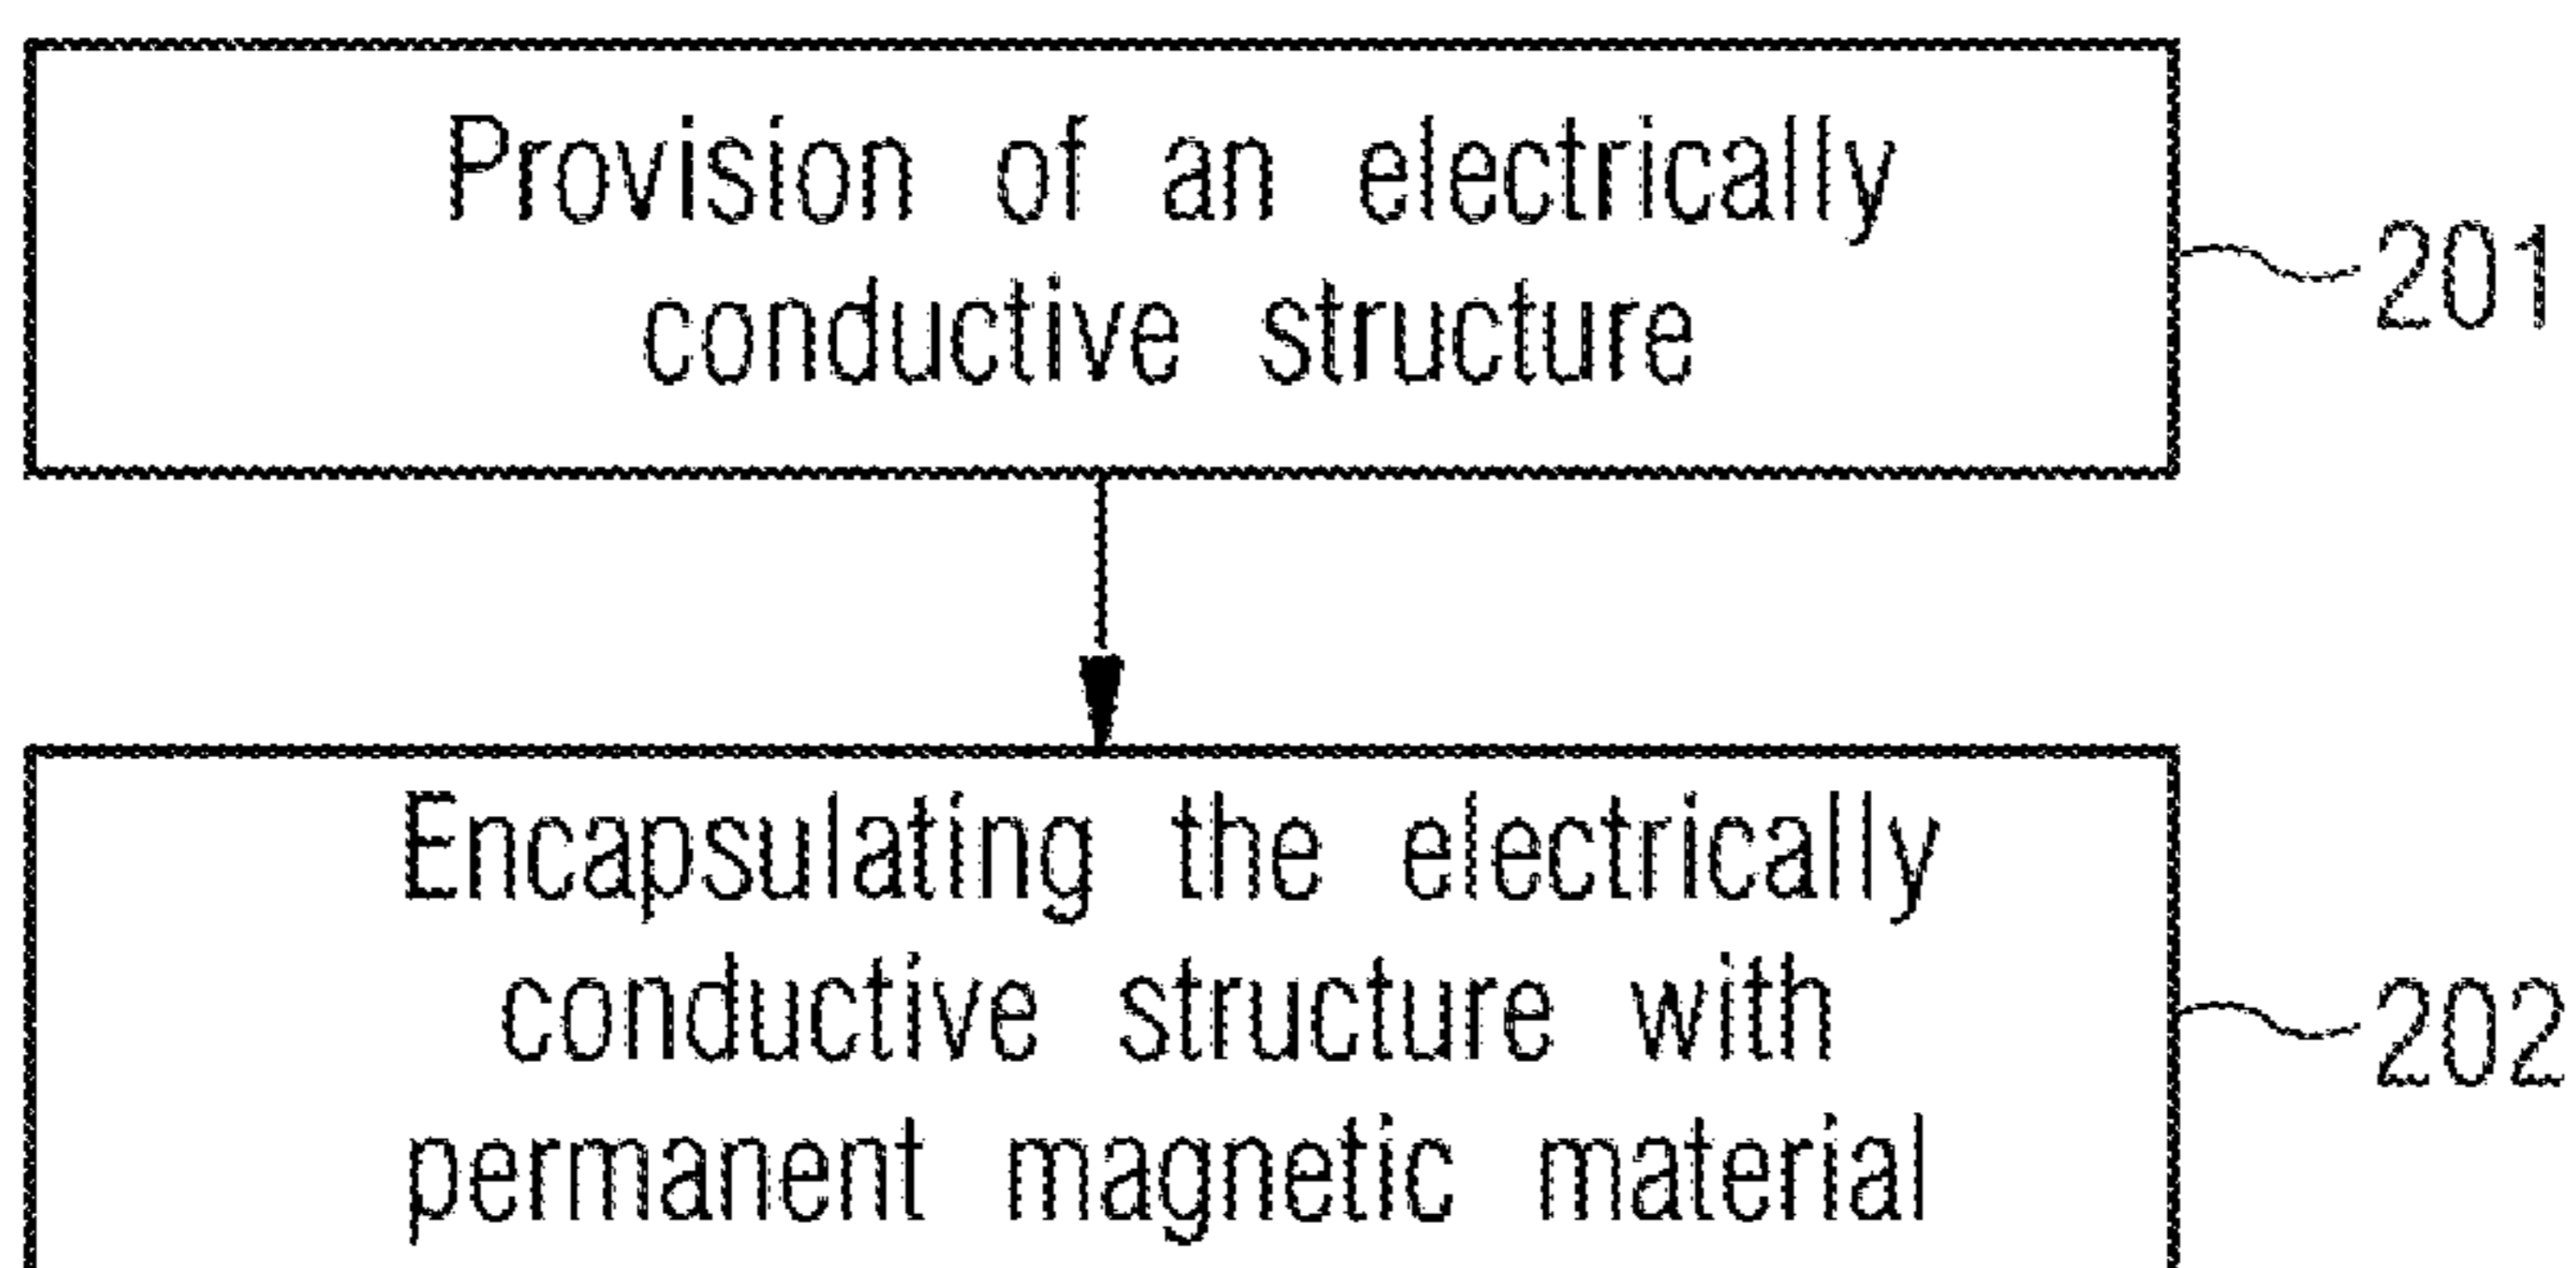 Provision of an electrically
conductive structure
201
Encapsulating the electrically
conductive structure with
permanent magnetic material
202